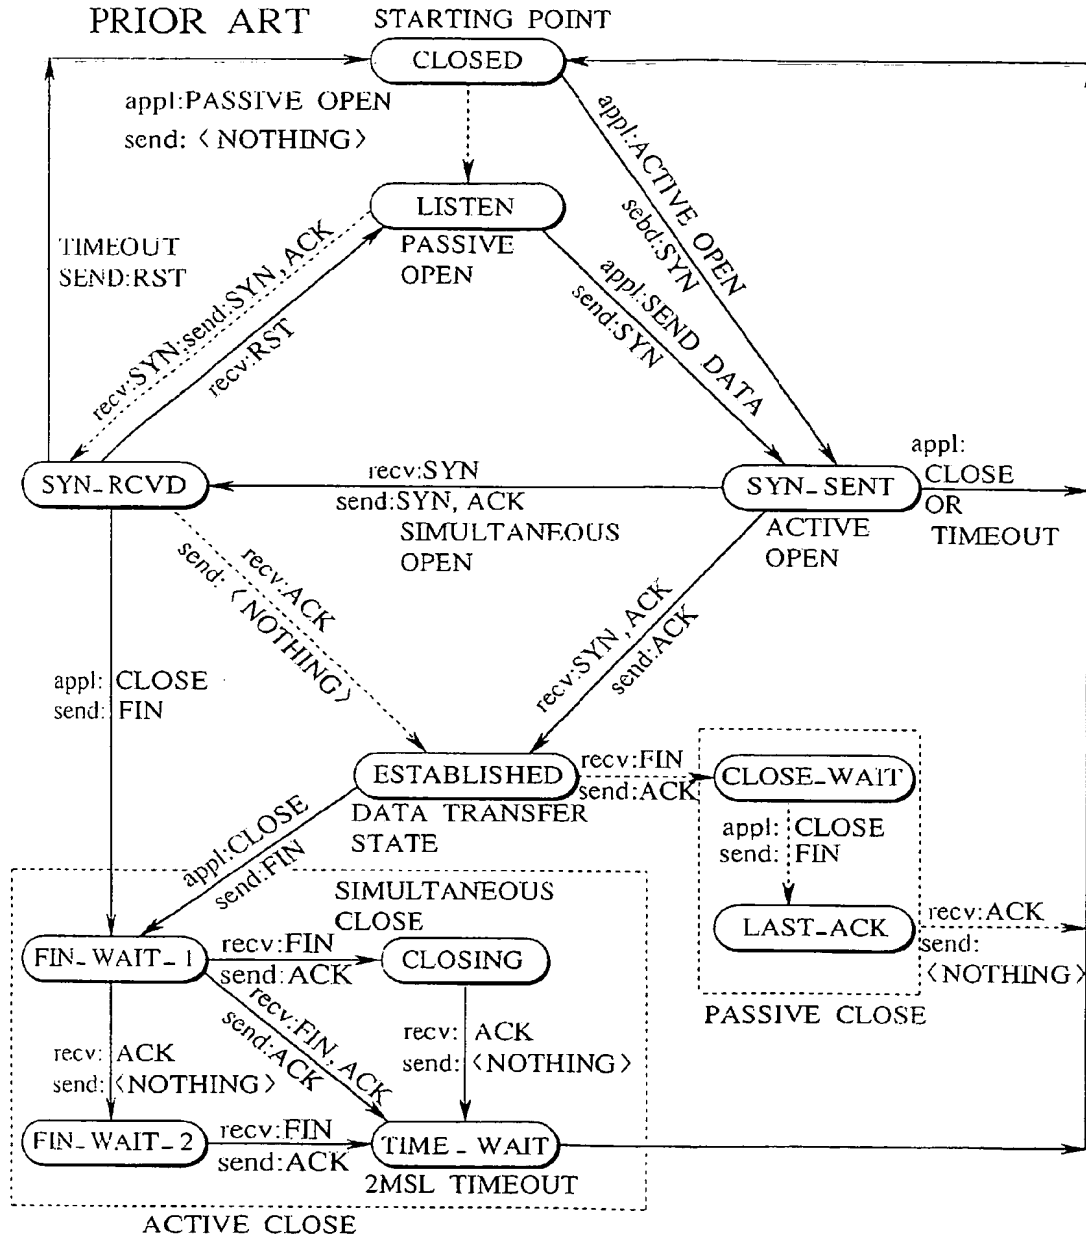 PRIOR ART
STARTING POINT
CLOSED
appl:PASSIVE OPEN
send: <NOTHING>
appl:ACTIVE OPEN
sebd:SYN
LISTEN
PASSIVE
OPEN
TIMEOUT
SEND:RST
recv:SYN;send:SYN,ACK
recv:RST
appl:SEND DATA
send:SYN
appl:
CLOSE
OR
TIMEOUT
SYN_RCVD
recv:SYN
send:SYN, ACK
SIMULTANEOUS
OPEN
SYN_SENT
ACTIVE
OPEN
recv:ACK
send: <NOTHING>
recv:SYN, ACK
send:ACK
appl: CLOSE
send: FIN
ESTABLISHED
DATA TRANSFER
STATE
recv:FIN
send:ACK
CLOSE_WAIT
appl: CLOSE
send: FIN
LAST_ACK
recv:ACK
send:
<NOTHING>
PASSIVE CLOSE
appl:CLOSE
send:FIN
SIMULTANEOUS
CLOSE
FIN_WAIT_1
recv:FIN
send:ACK
CLOSING
recv:FIN, ACK
send:ACK
recv: ACK
send: <NOTHING>
recv: ACK
send: <NOTHING>
FIN_WAIT_2
recv:FIN
send:ACK
TIME_WAIT
2MSL TIMEOUT
ACTIVE CLOSE